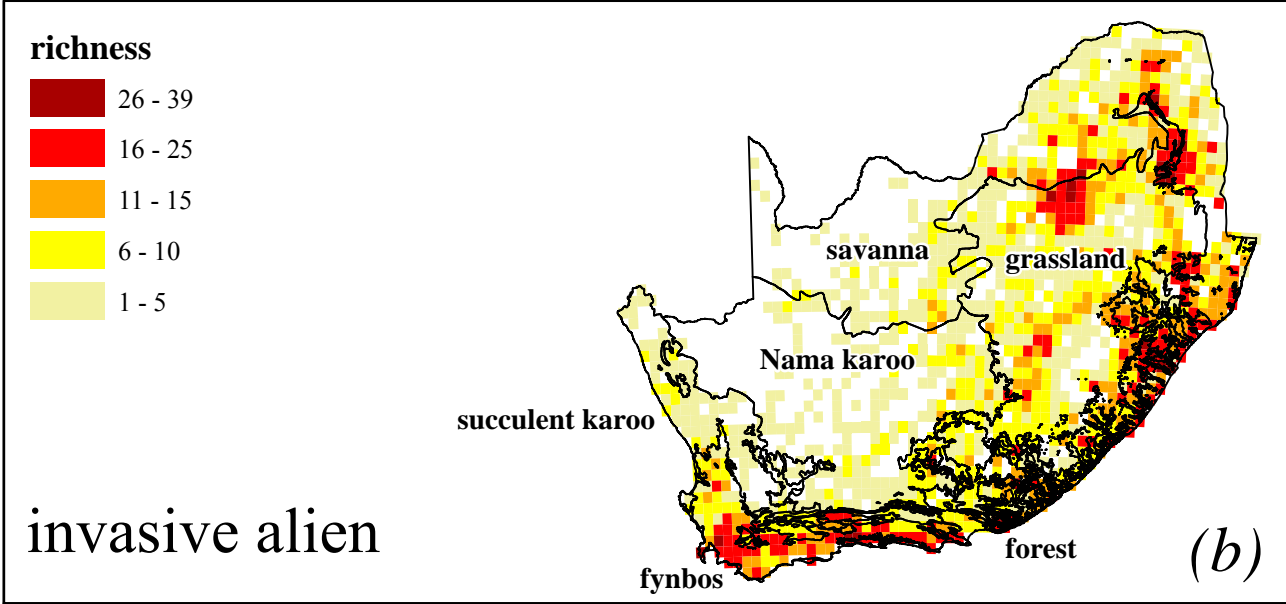 richness
26 - 39
16 - 25
11 - 15
6 - 10
1 - 5
savanna
grassland
Nama karoo
succulent karoo
invasive alien
forest
fynbos
(b)